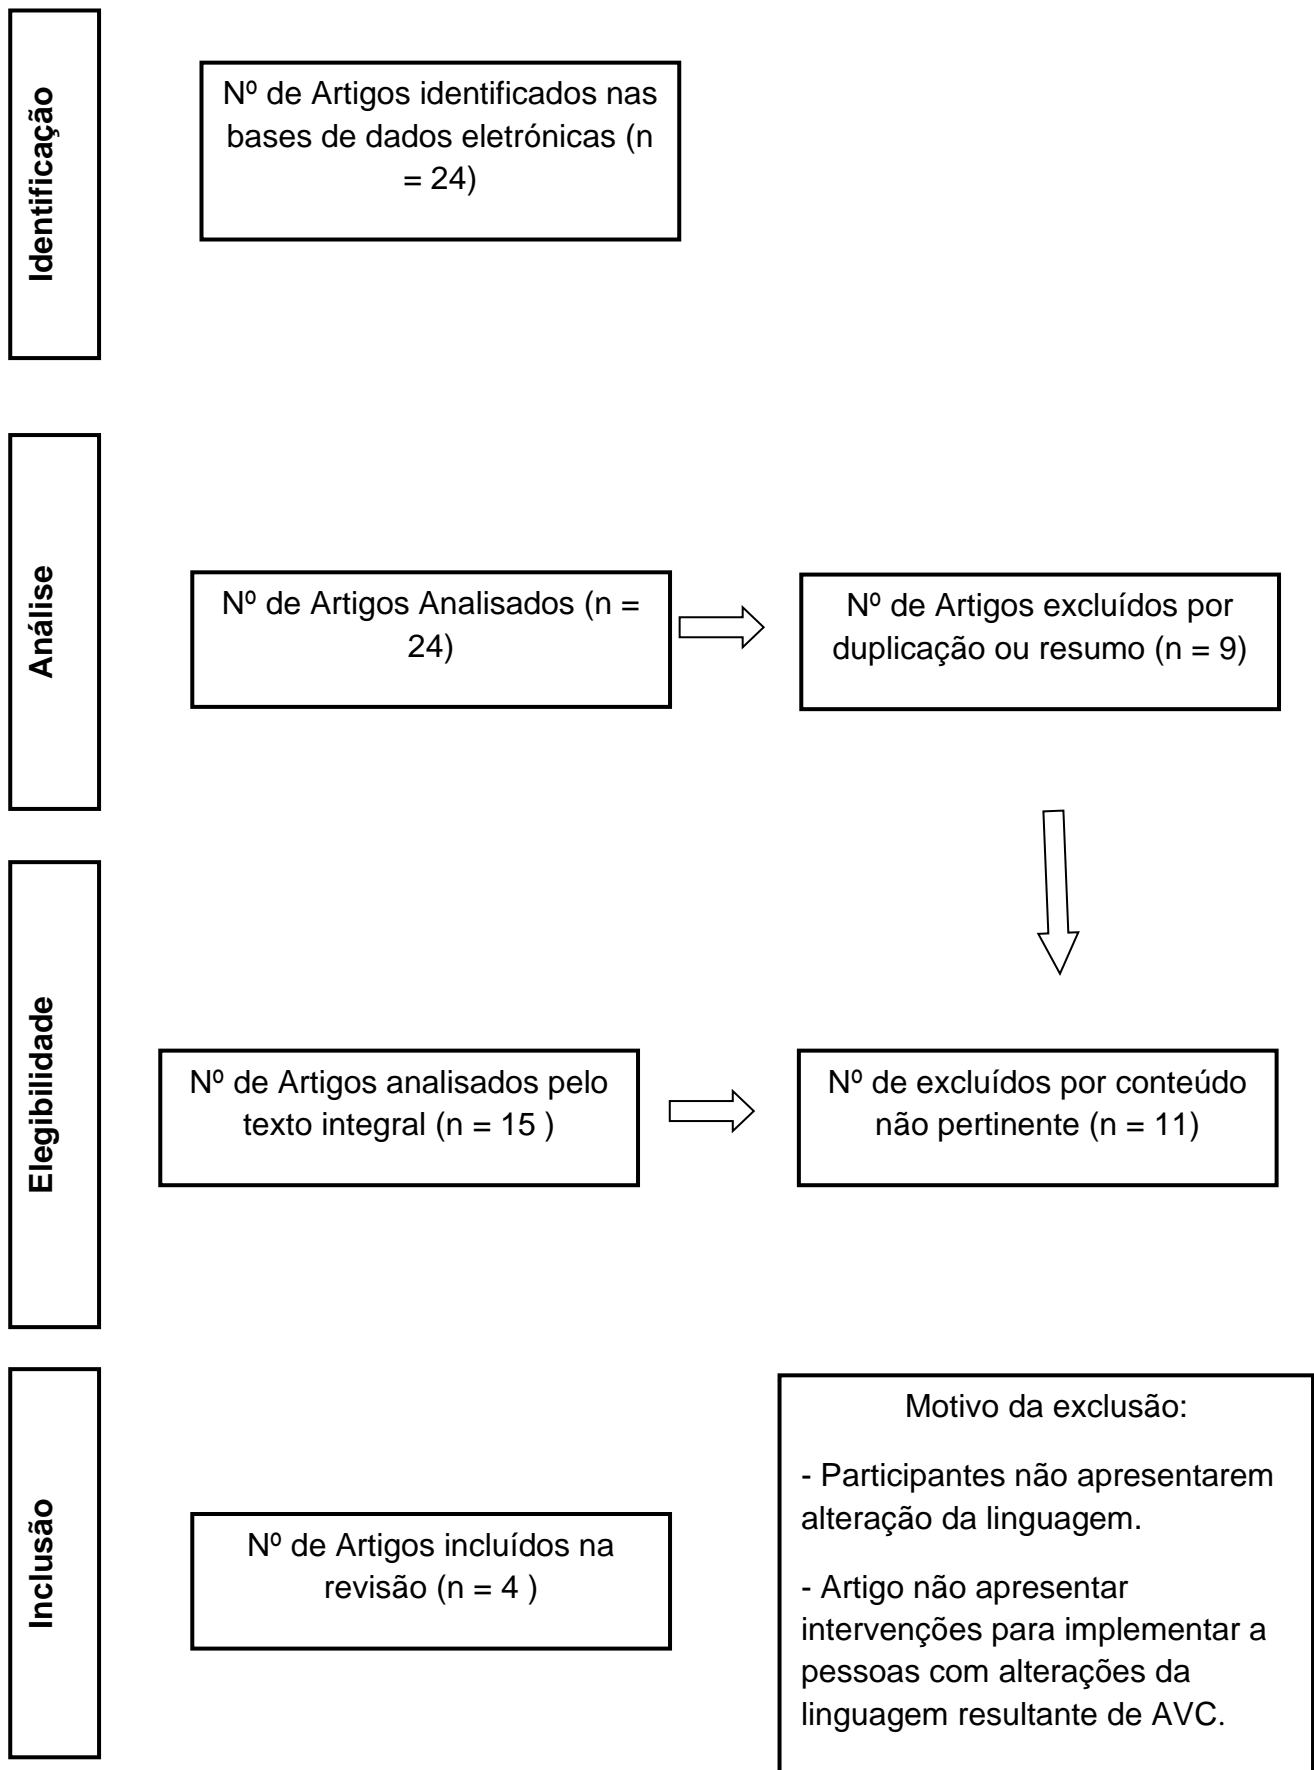 Identificação
Nº de Artigos identificados nas
bases de dados eletrónicas (n
= 24)
Análise
Nº de Artigos Analisados (n =
24)
Nº de Artigos excluídos por
duplicação ou resumo (n = 9)
Elegibilidade
Nº de Artigos analisados pelo
texto integral (n = 15 )
Nº de excluídos por conteúdo
não pertinente (n = 11)
Inclusão
Nº de Artigos incluídos na
revisão (n = 4 )
Motivo da exclusão:
- Participantes não apresentarem
alteração da linguagem.
- Artigo não apresentar
intervenções para implementar a
pessoas com alterações da
linguagem resultante de AVC.